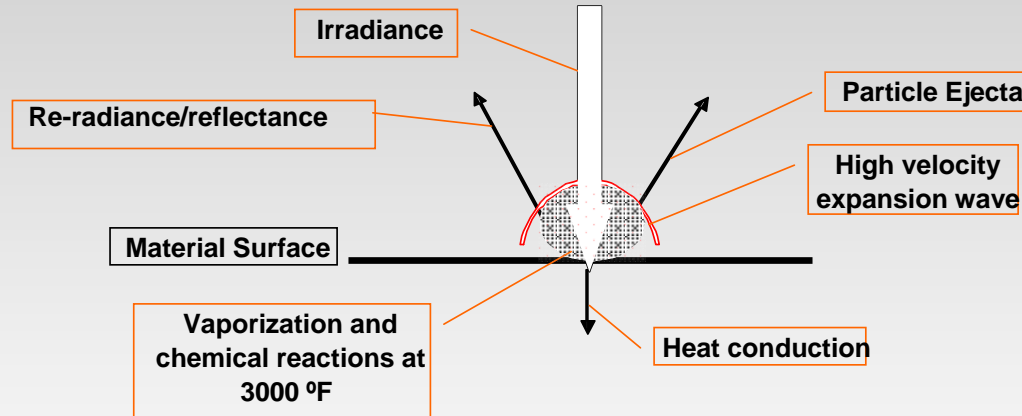 Irradiance
Particle Ejecta
Re-radiance/reflectance
High velocity
expansion wave
Material Surface
Vaporization and
chemical reactions at
3000 ºF
Heat conduction